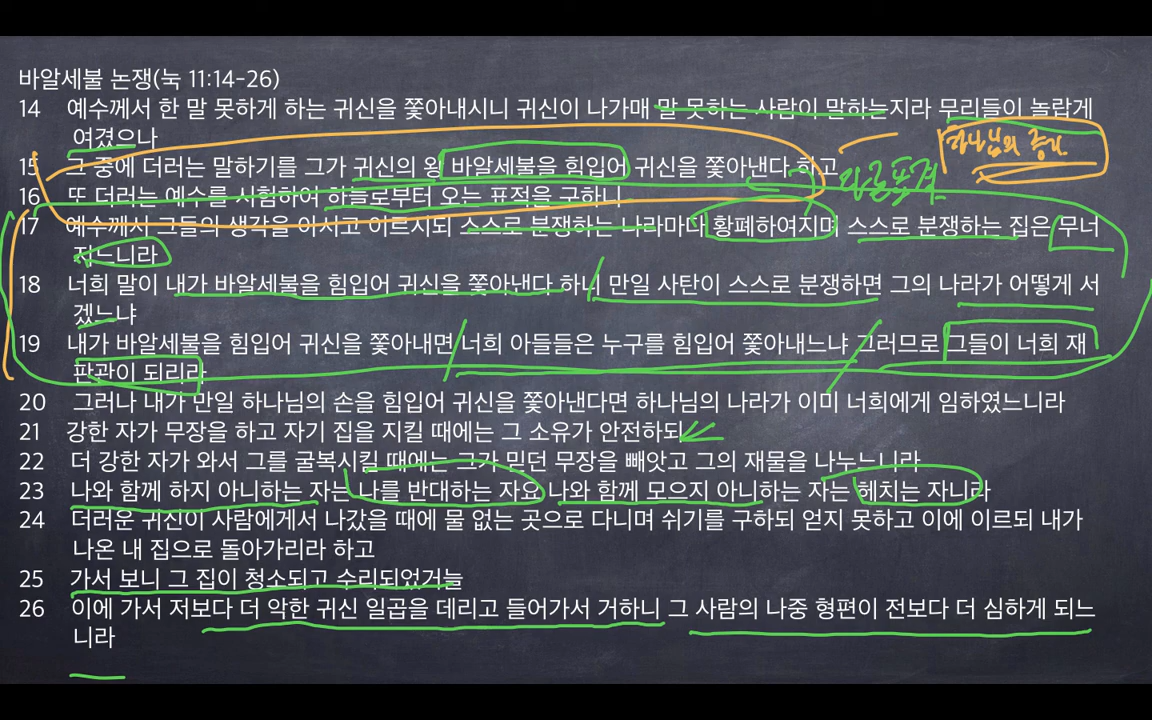 바알세불 논쟁(눅 11:14-26)
14 예수께서 한 말 못하게 하는 귀신을 쫓아내시니 귀신이 나가매 말 못하는 사람이 말하는지라 무리들이 놀랍게
여겼으나
15 그 중에 더러는 말하기를 그가 귀신의 왕 바알세불을 힘입어 귀신을 쫓아낸다 하고
하나님의
16 또 더러는 예수를 시험하여 하늘로부터 오는 표적을 구하니
17 예수께서 그들의 생각을 아시고 이르시되 스스로 분쟁하는 나라마다 황폐하여지며 스스로 분쟁하는 집은 무너
지느니라
18 너희 말이 내가 바알세불을 힘입어 귀신을 쫓아낸다 하니 만일 사탄이 스스로 분쟁하면 그의 나라가 어떻게 서
겠느냐
19 내가 바알세불을 힘입어 귀신을 쫓아내면 너희 아들들은 누구를 힘입어 쫓아내느냐 그러므로 그들이 너희 재
판관이 되리라
20 그러나 내가 만일 하나님의 손을 힘입어 귀신을 쫓아낸다면 하나님의 나라가 이미 너희에게 임하였느니라
21 강한 자가 무장을 하고 자기 집을 지킬 때에는 그 소유가 안전하되
22 더 강한 자가 와서 그를 굴복시킬 때에는 그가 믿던 무장을 빼앗고 그의 재물을 나누느니라
23 나와 함께 하지 아니하는 자는 나를 반대하는 자요 나와 함께 모으지 아니하는 자는 헤치는 자니라
24 더러운 귀신이 사람에게서 나갔을 때에 물 없는 곳으로 다니며 쉬기를 구하되 얻지 못하고 이에 이르되 내가
나온 내 집으로 돌아가리라 하고
25 가서 보니 그 집이 청소되고 수리되었거늘
26 이에 가서 저보다 더 악한 귀신 일곱을 데리고 들어가서 거하니 그 사람의 나중 형편이 전보다 더 심하게 되느
니라